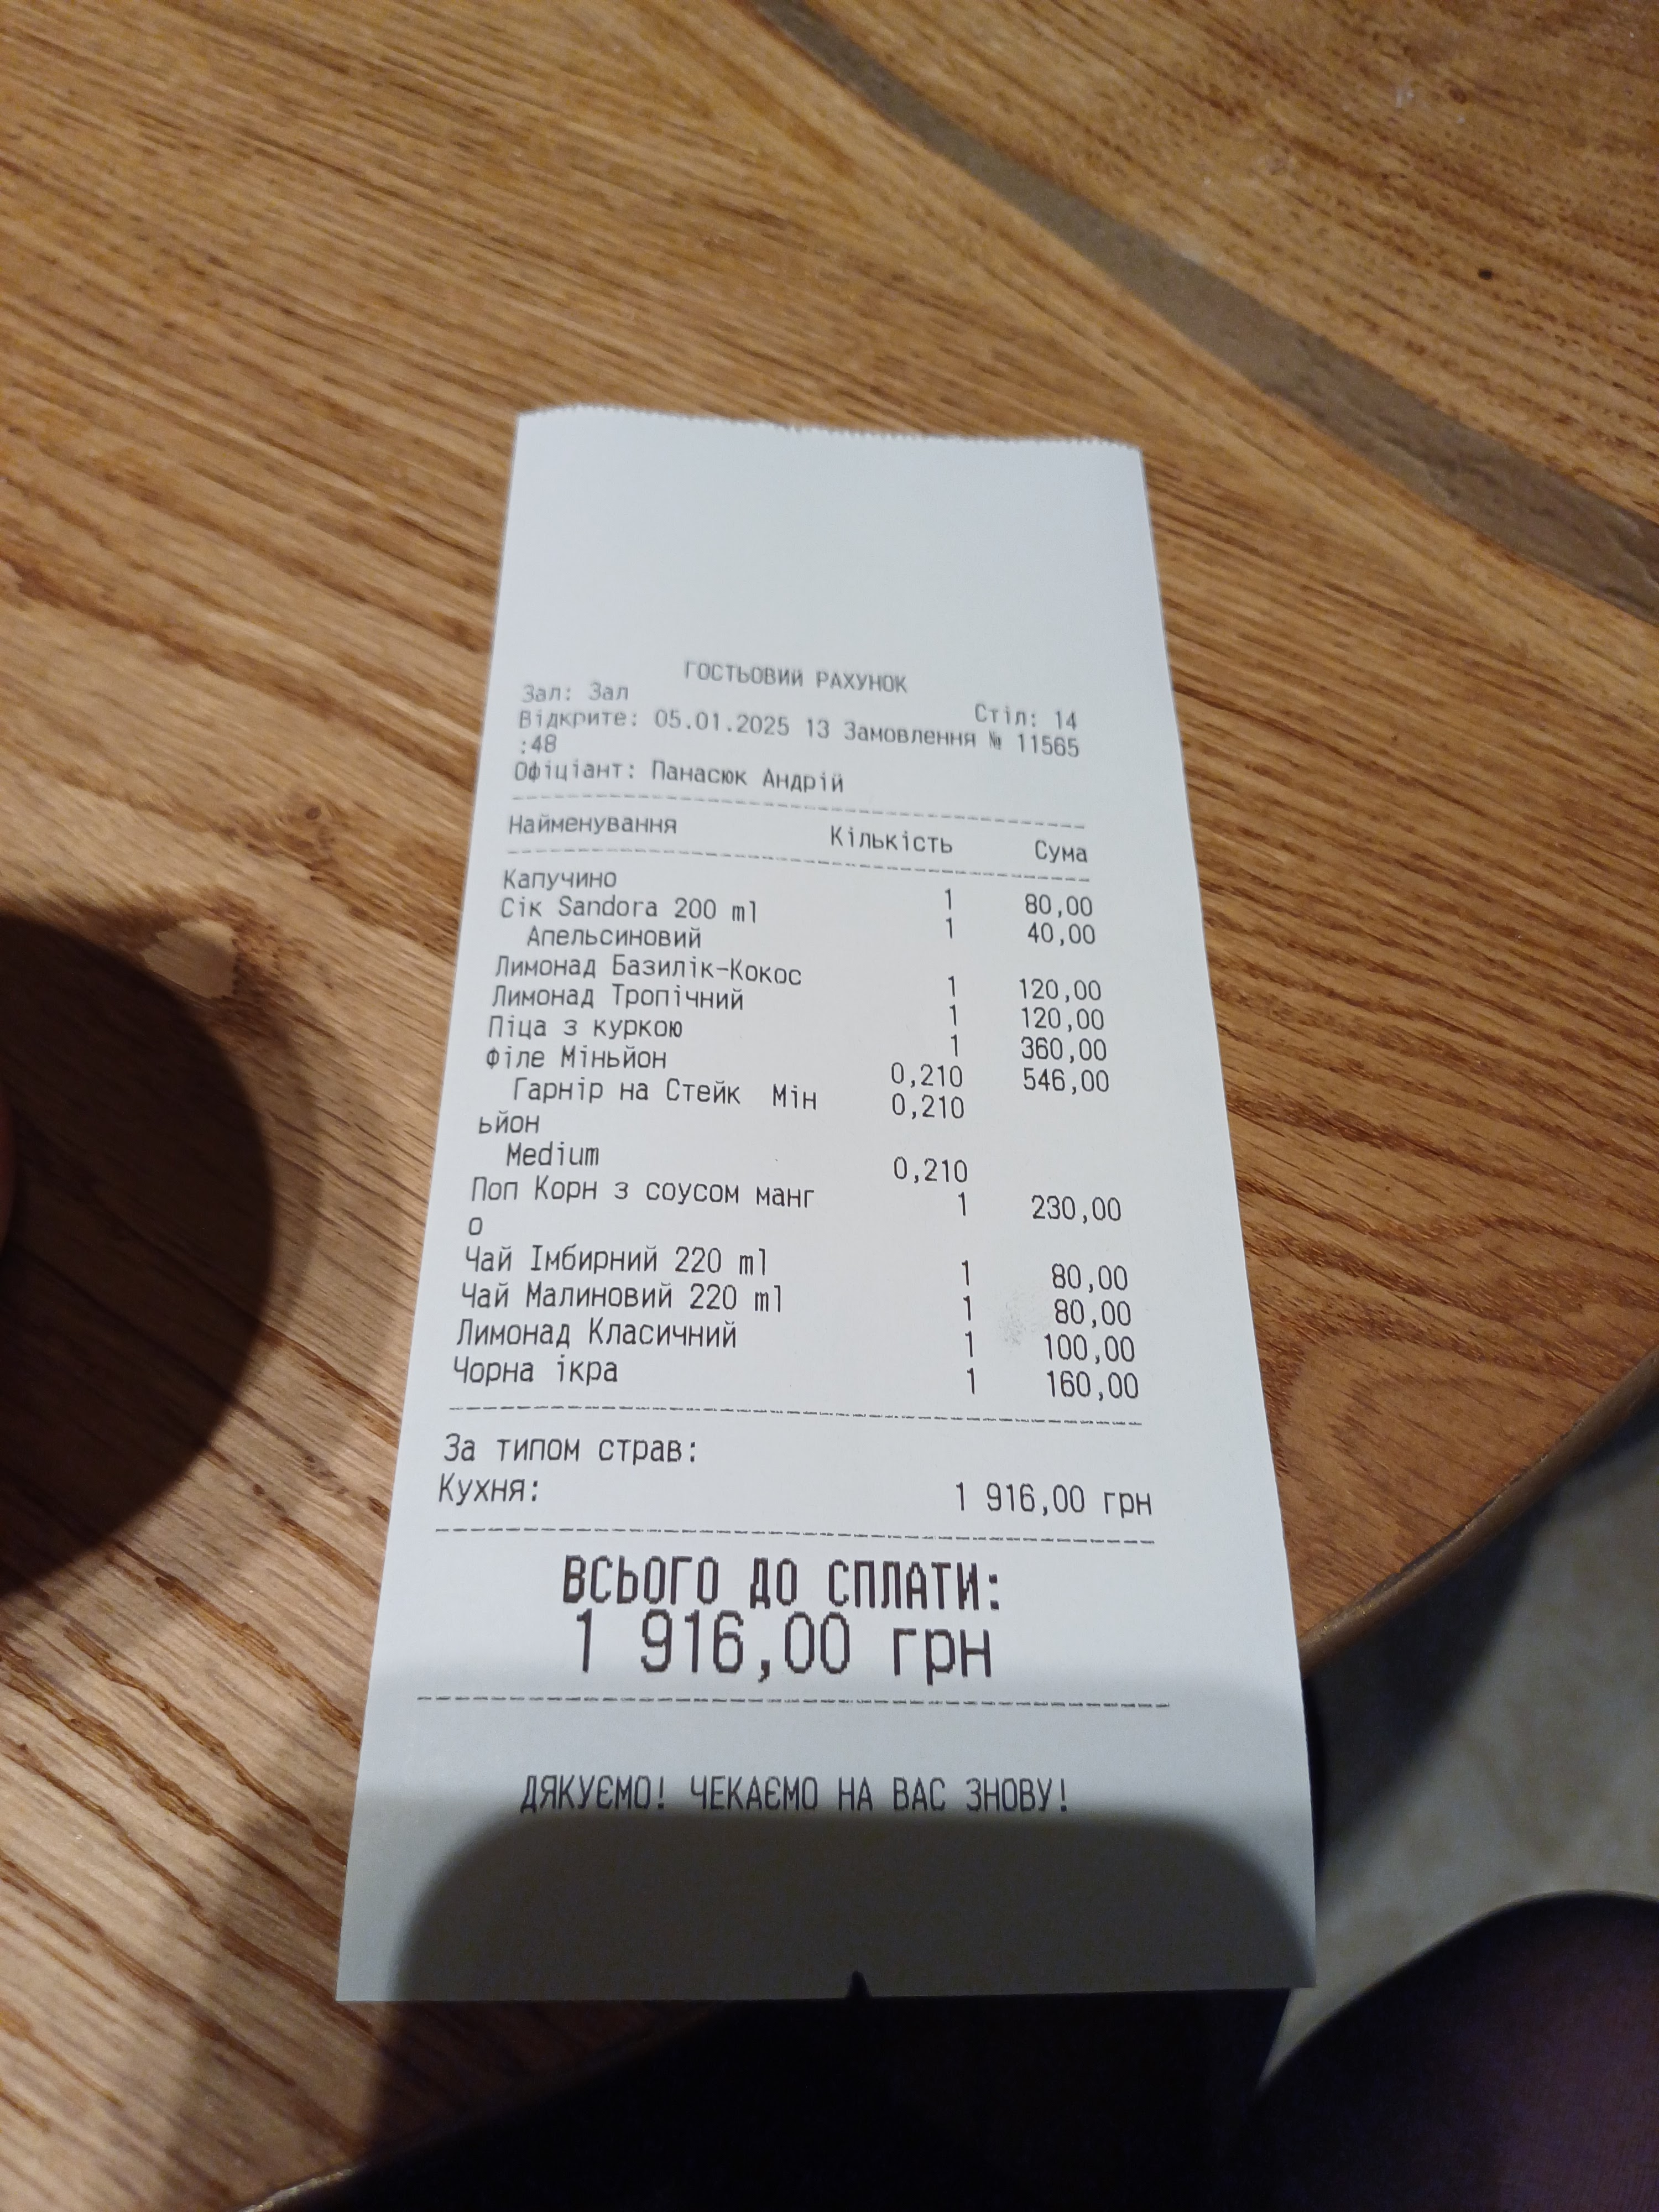 ГОСТЬОВИЙ РАХУНОК
Зал: Зал Стіл: 14
Відкрите: 05.01.2025 13 Замовлення № 11565
:48
Офіціант: Панасюк Андрій
Найменування Кількість Сума
Капучино 1 80,00
Сік Sandora 200 ml 1 40,00
Апельсиновий
Лимонад Базилік-Кокос 1 120,00
Лимонад Тропічний 1 120,00
Піца з куркою 1 360,00
Філе Міньйон 0,210 546,00
Гарнір на Стейк Мін 0,210
ьйон
Medium 0,210
Поп Корн з соусом манг 1 230,00
о
Чай Імбирний 220 ml 1 80,00
Чай Малиновий 220 ml 1 80,00
Лимонад Класичний 1 100,00
Чорна ікра 1 160,00
За типом страв:
Кухня: 1 916,00 грн
ВСЬОГО ДО СПЛАТИ:
1 916,00 грн
ДЯКУЄМО! ЧЕКАЄМО НА ВАС ЗНОВУ!